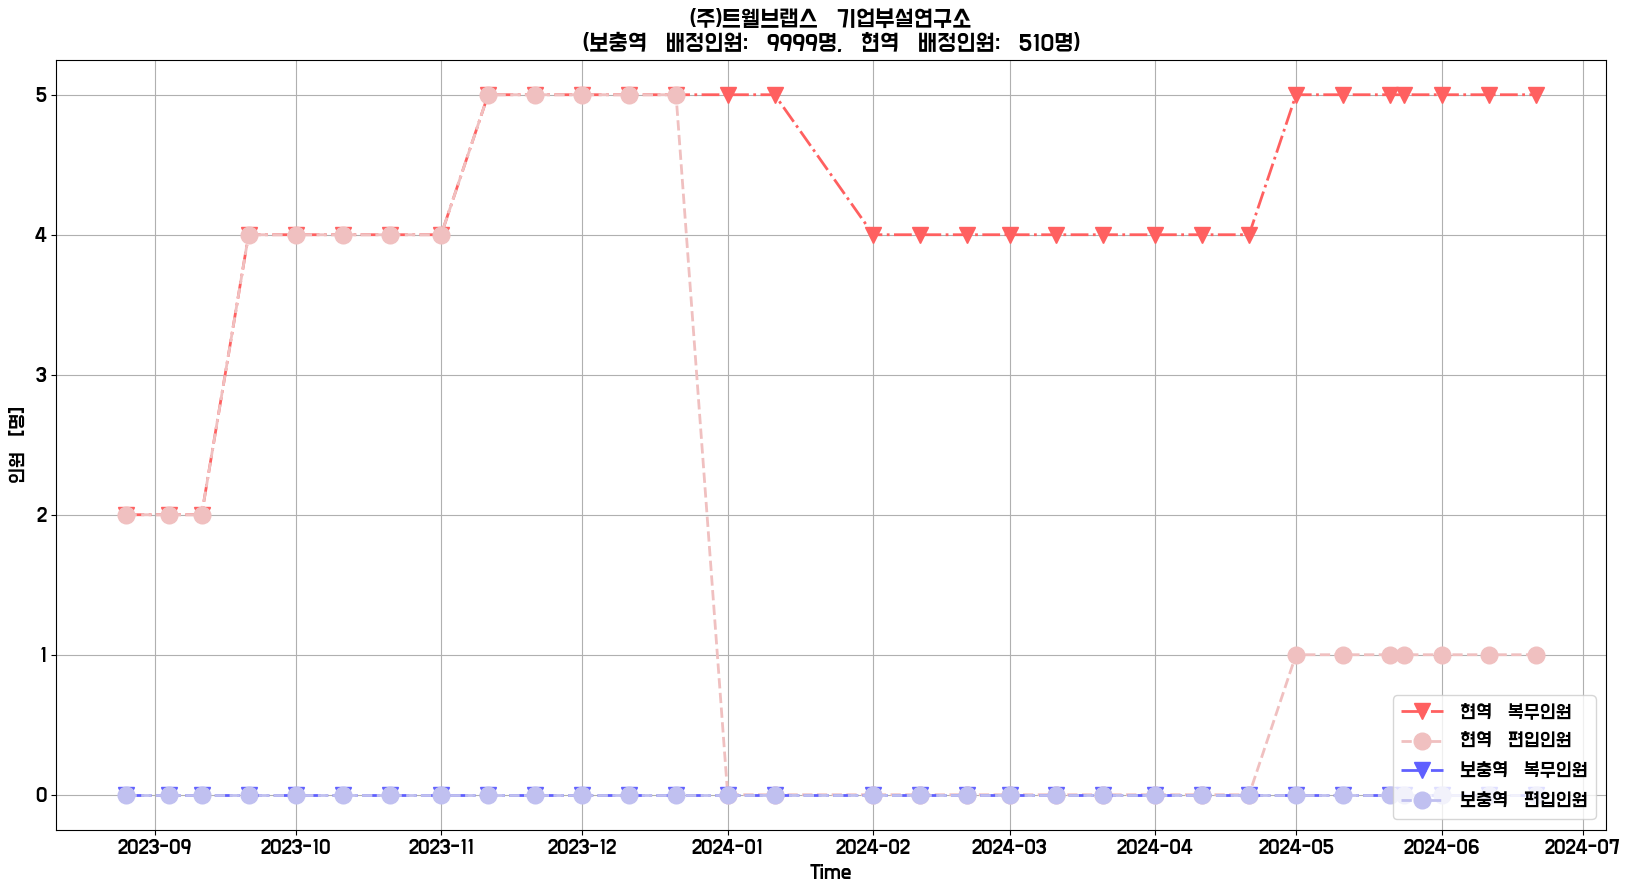 (주)트웰브랩스 기업부설연구소
(보충역 배정인원: 9999명, 현역 배정인원: 510명)
5
4
3
2
1
0
인원 [명]
2023-09 2023-10 2023-11 2023-12 2024-01 2024-02 2024-03 2024-04 2024-05 2024-06 2024-07
Time
현역 복무인원
현역 편입인원
보충역 복무인원
보충역 편입인원